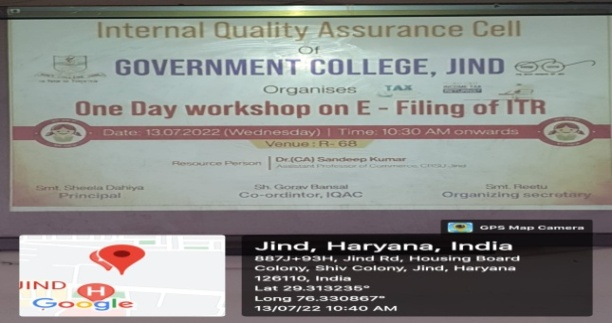 Internal Quality Assurance Cell
Of
GOVERNMENT COLLEGE, JIND
Organises
TAX
One Day workshop on E - Filing of ITR
Date: 13.07.2022 (Wednesday) | Time: 10:30 AM onwards
Venue: R- 68
Resource Person | Dr.(CA) Sandeep Kumar
Assistant Professor of Commerce, CRSU Jind
Smt. Sheela Dahiya
Sh. Gorav Bansal
Smt. Reetu
Principal
Co-ordintor, IQAC
Organizing secretary
GPS Map Camera
Jind, Haryana, India
887J+93H, Jind Rd, Housing Board
Colony, Shiv Colony, Jind, Haryana
126110, India
Lat 29.313235°
Long 76.330867°
13/07/22 10:40 AM
JIND
H
Google